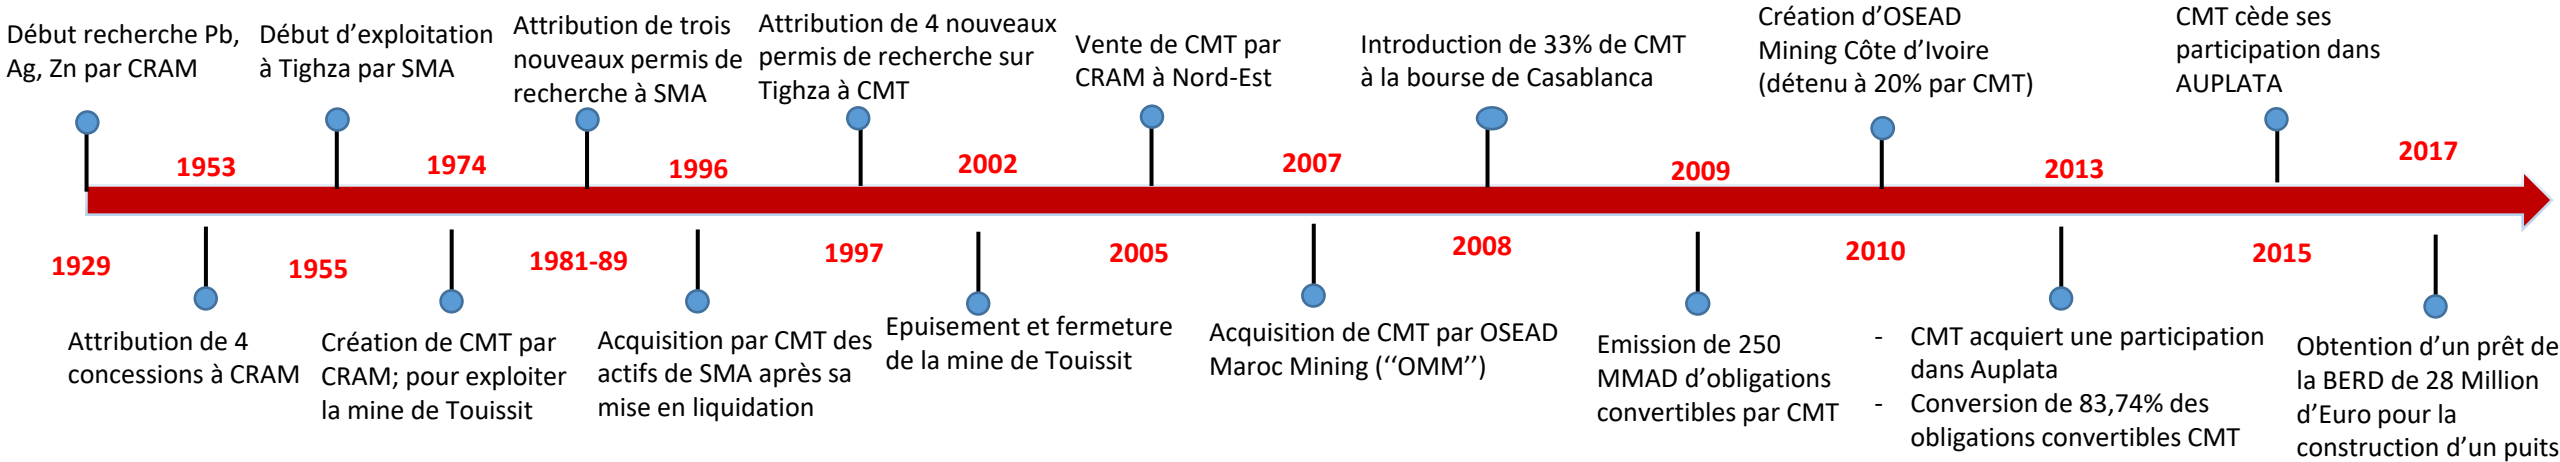 Début recherche Pb,
Ag, Zn par CRAM
1929
1953
Attribution de 4
concessions à CRAM
Début d’exploitation
à Tighza par SMA
1955
1974
Création de CMT par
CRAM; pour exploiter
la mine de Touissit
Attribution de trois
nouveaux permis de
recherche à SMA
1981-89
1996
Acquisition par CMT des
actifs de SMA après sa
mise en liquidation
Attribution de 4 nouveaux
permis de recherche sur
Tighza à CMT
1997
2002
Epuisement et fermeture
de la mine de Touissit
Vente de CMT par
CRAM à Nord-Est
2005
2007
Acquisition de CMT par OSEAD
Maroc Mining (‘‘OMM’’)
Introduction de 33% de CMT
à la bourse de Casablanca
2008
2009
Emission de 250
MMAD d’obligations
convertibles par CMT
Création d’OSEAD
Mining Côte d’Ivoire
(détenu à 20% par CMT)
2010
2013
- CMT acquiert une participation
dans Auplata
- Conversion de 83,74% des
obligations convertibles CMT
CMT cède ses
participation dans
AUPLATA
2015
2017
Obtention d’un prêt de
la BERD de 28 Million
d’Euro pour la
construction d’un puits